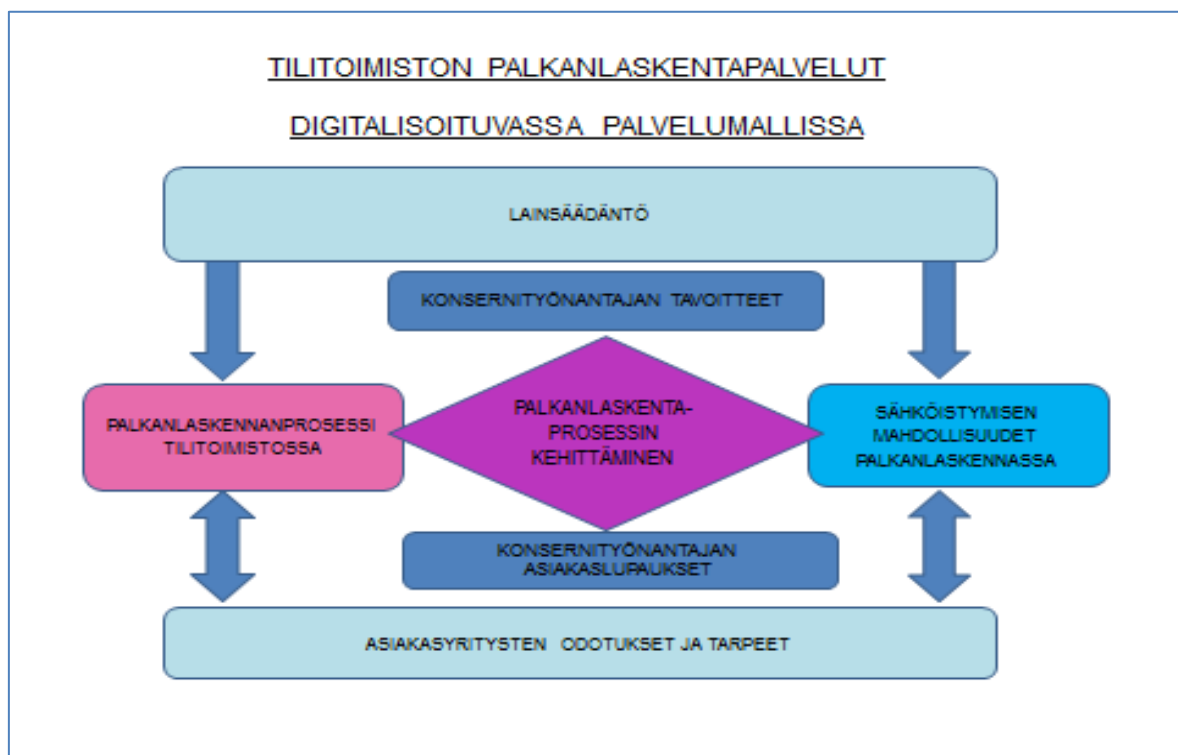 TILITOIMISTON PALKANLASKENTAPALVELUT
DIGITALISOITUVASSA PALVELUMALLISSA
LAINSÄÄDÄNTÖ
KONSERNITYÖNANTAJAN TAVOITTEET
PALKANLASKENNANPROSESSI
TILITOIMISTOSSA
PALKANLASKENTA-
PROSESSIN
KEHITTÄMINEN
SÄHKÖISTYMISEN
MAHDOLLISUUDET
PALKANLASKENNASSA
KONSERNITYÖNANTAJAN
ASIAKASLUPAUKSET
ASIAKASYRITYSTEN ODOTUKSET JA TARPEET